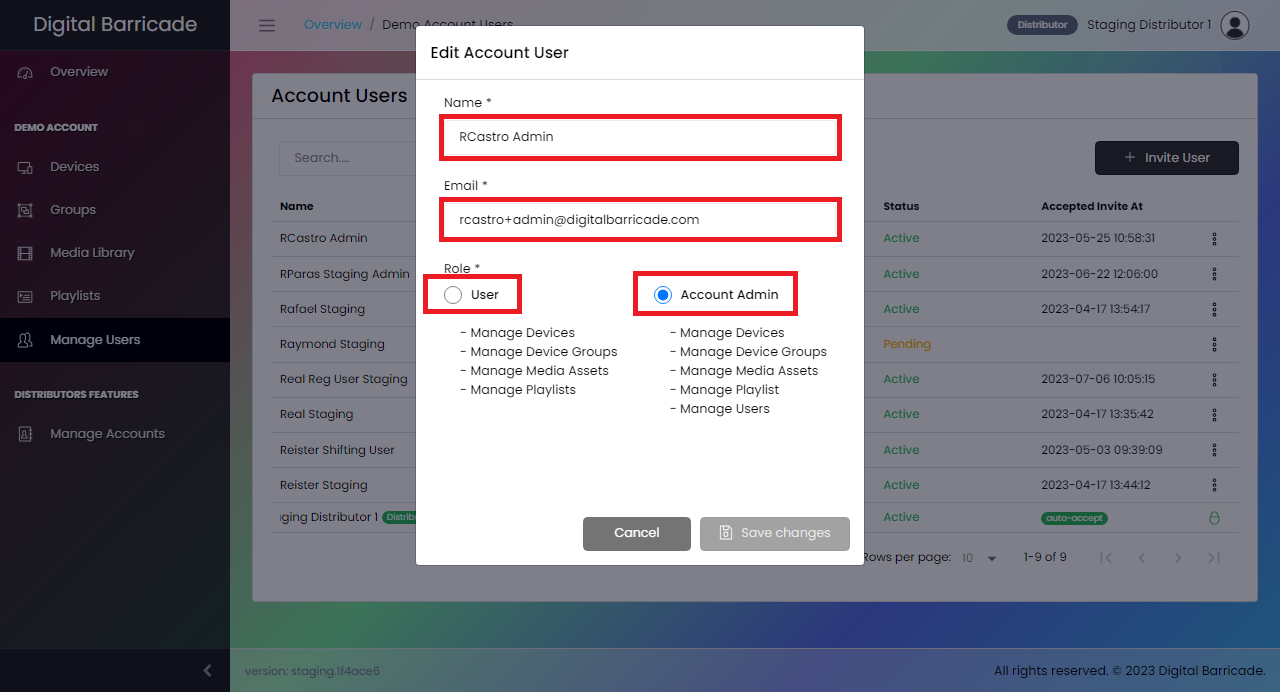 Digital Barricade
Overview / Demo Account Users
Distributor Staging Distributor 1
Overview
DEMO ACCOUNT
Devices
Groups
Media Library
Playlists
Manage Users
DISTRIBUTORS FEATURES
Manage Accounts
Account Users
Search....
Invite User
Name Status Accepted Invite At
RCastro Admin Active 2023-05-25 10:58:31
RParas Staging Admin Active 2023-06-22 12:06:00
Rafael Staging Active 2023-04-17 13:54:17
Raymond Staging Pending
Real Reg User Staging Active 2023-07-06 10:05:15
Real Staging Active 2023-04-17 13:35:42
Reister Shifting User Active 2023-05-03 09:39:09
Reister Staging Active 2023-04-17 13:44:12
ging Distributor 1 Distrib Active auto-accept
Rows per page: 10 1-9 of 9
Edit Account User
Name *
RCastro Admin
Email *
rcastro+admin@digitalbarricade.com
Role *
User
- Manage Devices
- Manage Device Groups
- Manage Media Assets
- Manage Playlists
Account Admin
- Manage Devices
- Manage Device Groups
- Manage Media Assets
- Manage Playlist
- Manage Users
Cancel Save changes
version: staging.1f4ace6
All rights reserved. © 2023 Digital Barricade.